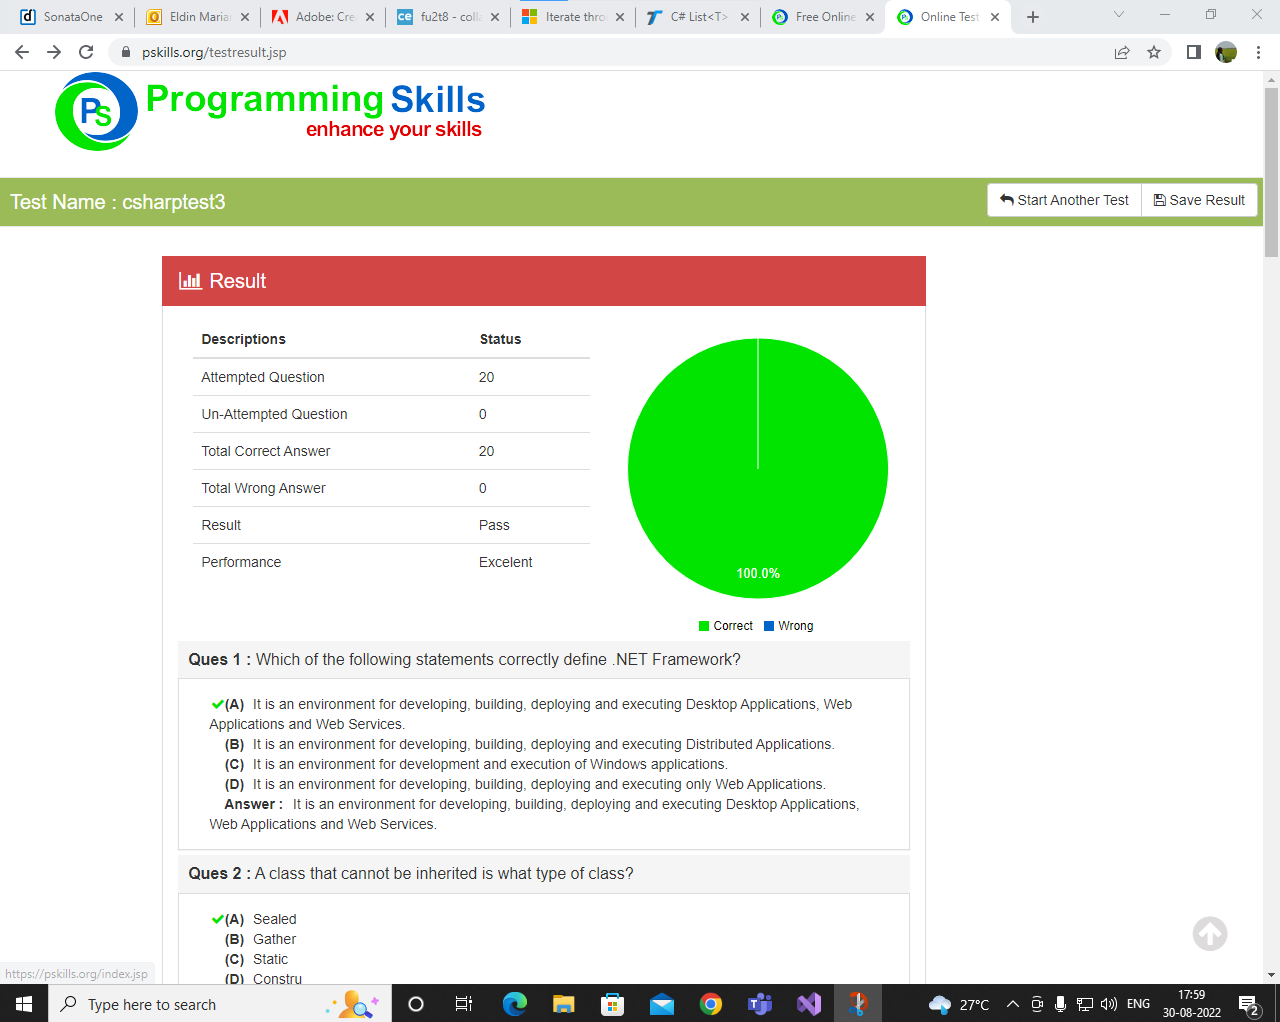 SonataOne
Eldin Maria
Adobe: Cre
fu2t8 - colla
Iterate thro
C# List<T>
Free Online
Online Test
pskills.org/testresult.jsp
PS
Programming Skills
enhance your skills
Test Name : csharptest3
Start Another Test
Save Result
Result
Descriptions Status
Attempted Question 20
Un-Attempted Question 0
Total Correct Answer 20
Total Wrong Answer 0
Result Pass
Performance Excelent
100.0%
Correct Wrong
Ques 1 : Which of the following statements correctly define .NET Framework?
(A) It is an environment for developing, building, deploying and executing Desktop Applications, Web
Applications and Web Services.
(B) It is an environment for developing, building, deploying and executing Distributed Applications.
(C) It is an environment for development and execution of Windows applications.
(D) It is an environment for developing, building, deploying and executing only Web Applications.
Answer : It is an environment for developing, building, deploying and executing Desktop Applications,
Web Applications and Web Services.
Ques 2 : A class that cannot be inherited is what type of class?
(A) Sealed
(B) Gather
(C) Static
(D) Constru
https://pskills.org/index.jsp
Type here to search
27°C
ENG
17:59
30-08-2022
2